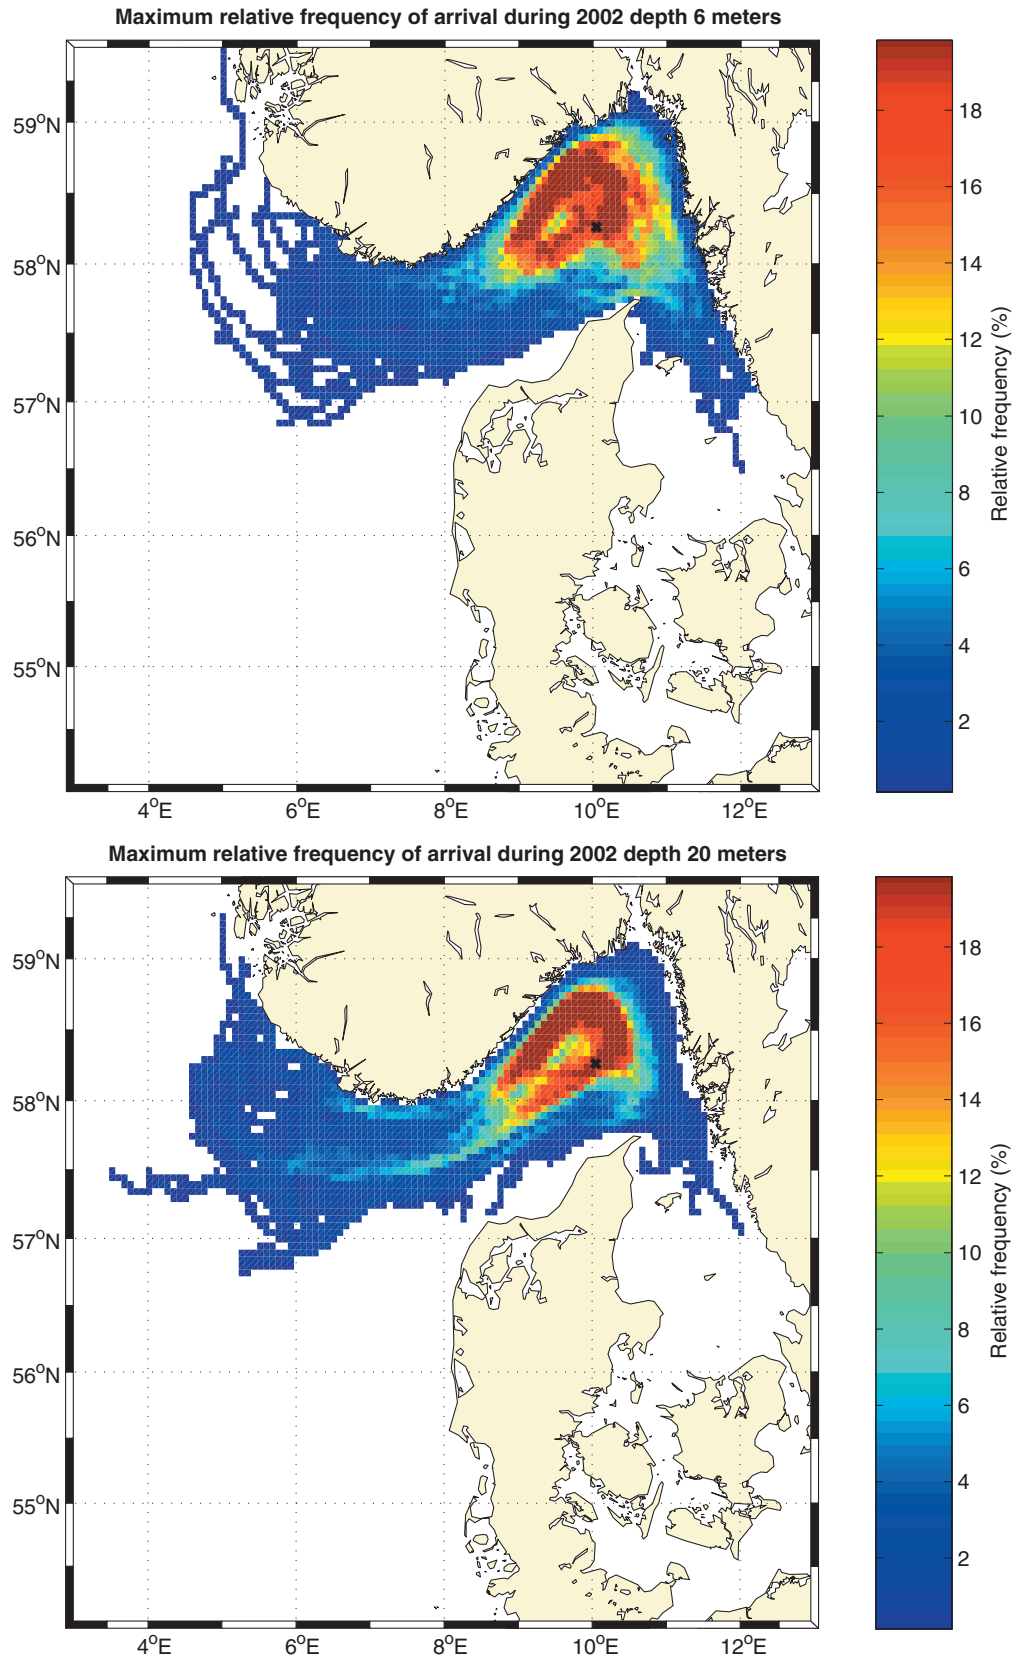 Maximum relative frequency of arrival during 2002 depth 6 meters
59°N
58°N
57°N
56°N
55°N
4°E 6°E 8°E 10°E 12°E
18
16
14
12
10
8
6
4
2
Relative frequency (%)
Maximum relative frequency of arrival during 2002 depth 20 meters
59°N
58°N
57°N
56°N
55°N
4°E 6°E 8°E 10°E 12°E
18
16
14
12
10
8
6
4
2
Relative frequency (%)